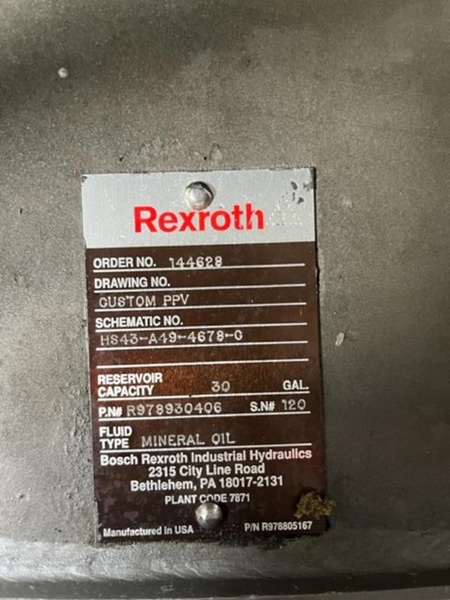 Rexroth
ORDER NO. 144628
DRAWING NO.
CUSTOM PPV
SCHEMATIC NO.
HS43-A49-4678-0
RESERVOIR
CAPACITY 30 GAL.
P.N# R978930406 S.N# 120
FLUID
TYPE MINERAL OIL
Bosch Rexroth Industrial Hydraulics
2315 City Line Road
Bethlehem, PA 18017-2131
PLANT CODE 7871
Manufactured in USA P/N R978805167